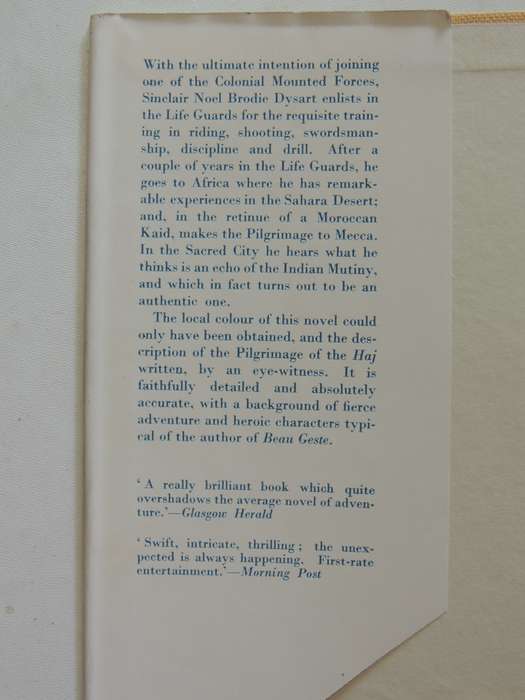 With the ultimate intention of joining
one of the Colonial Mounted Forces,
Sinclair Noel Brodie Dysart enlists in
the Life Guards for the requisite train-
ing in riding, shooting, swordsman-
ship, discipline and drill. After a
couple of years in the Life Guards, he
goes to Africa where he has remark-
able experiences in the Sahara Desert;
and, in the retinue of a Moroccan
Kaid, makes the Pilgrimage to Mecca.
In the Sacred City he hears what he
thinks is an echo of the Indian Mutiny,
and which in fact turns out to be an
authentic one.
The local colour of this novel could
only have been obtained, and the des-
cription of the Pilgrimage of the Haj
written, by an eye-witness. It is
faithfully detailed and absolutely
accurate, with a background of fierce
adventure and heroic characters typi-
cal of the author of Beau Geste.
‘A really brilliant book which quite
overshadows the average novel of adven-
ture.’—Glasgow Herald
‘Swift, intricate, thrilling; the unex-
pected is always happening. First-rate
entertainment.’—Morning Post